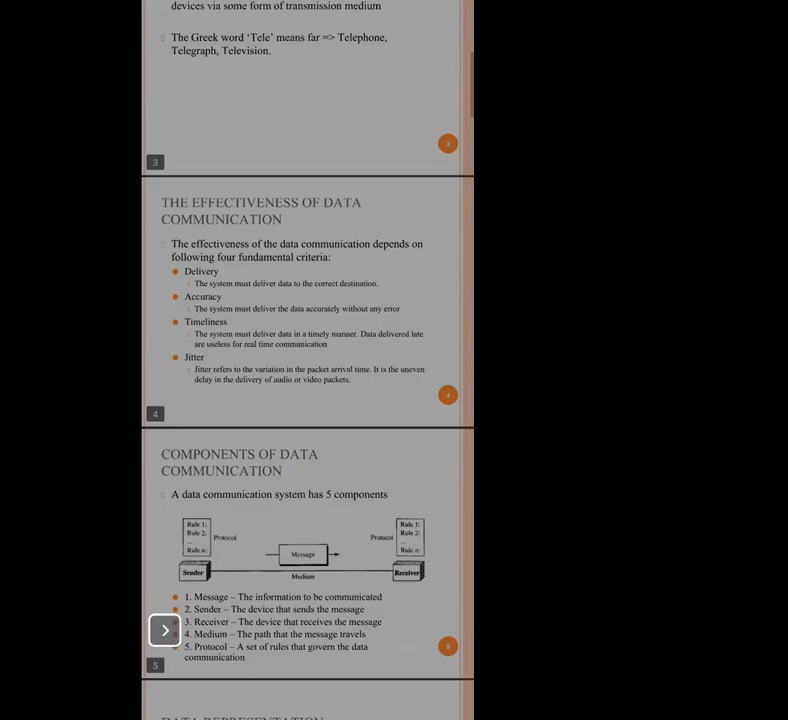 devices via some form of transmission medium
The Greek word ‘Tele’ means far => Telephone,
Telegraph, Television.
3
3
THE EFFECTIVENESS OF DATA
COMMUNICATION
The effectiveness of the data communication depends on
following four fundamental criteria:
Delivery
The system must deliver data to the correct destination.
Accuracy
The system must deliver the data accurately without any error
Timeliness
The system must deliver data in a timely manner. Data delivered late
are useless for real time communication
Jitter
Jitter refers to the variation in the packet arrival time. It is the uneven
delay in the delivery of audio or video packets.
4
4
COMPONENTS OF DATA
COMMUNICATION
A data communication system has 5 components
Rule 1:
Rule 2:
...
Rule n:
Protocol
Message
Protocol
Rule 1:
Rule 2:
...
Rule n:
Sender
Medium
Receiver
1. Message – The information to be communicated
2. Sender – The device that sends the message
3. Receiver – The device that receives the message
4. Medium – The path that the message travels
5. Protocol – A set of rules that govern the data
communication
5
5
DATA REPRESENTATION